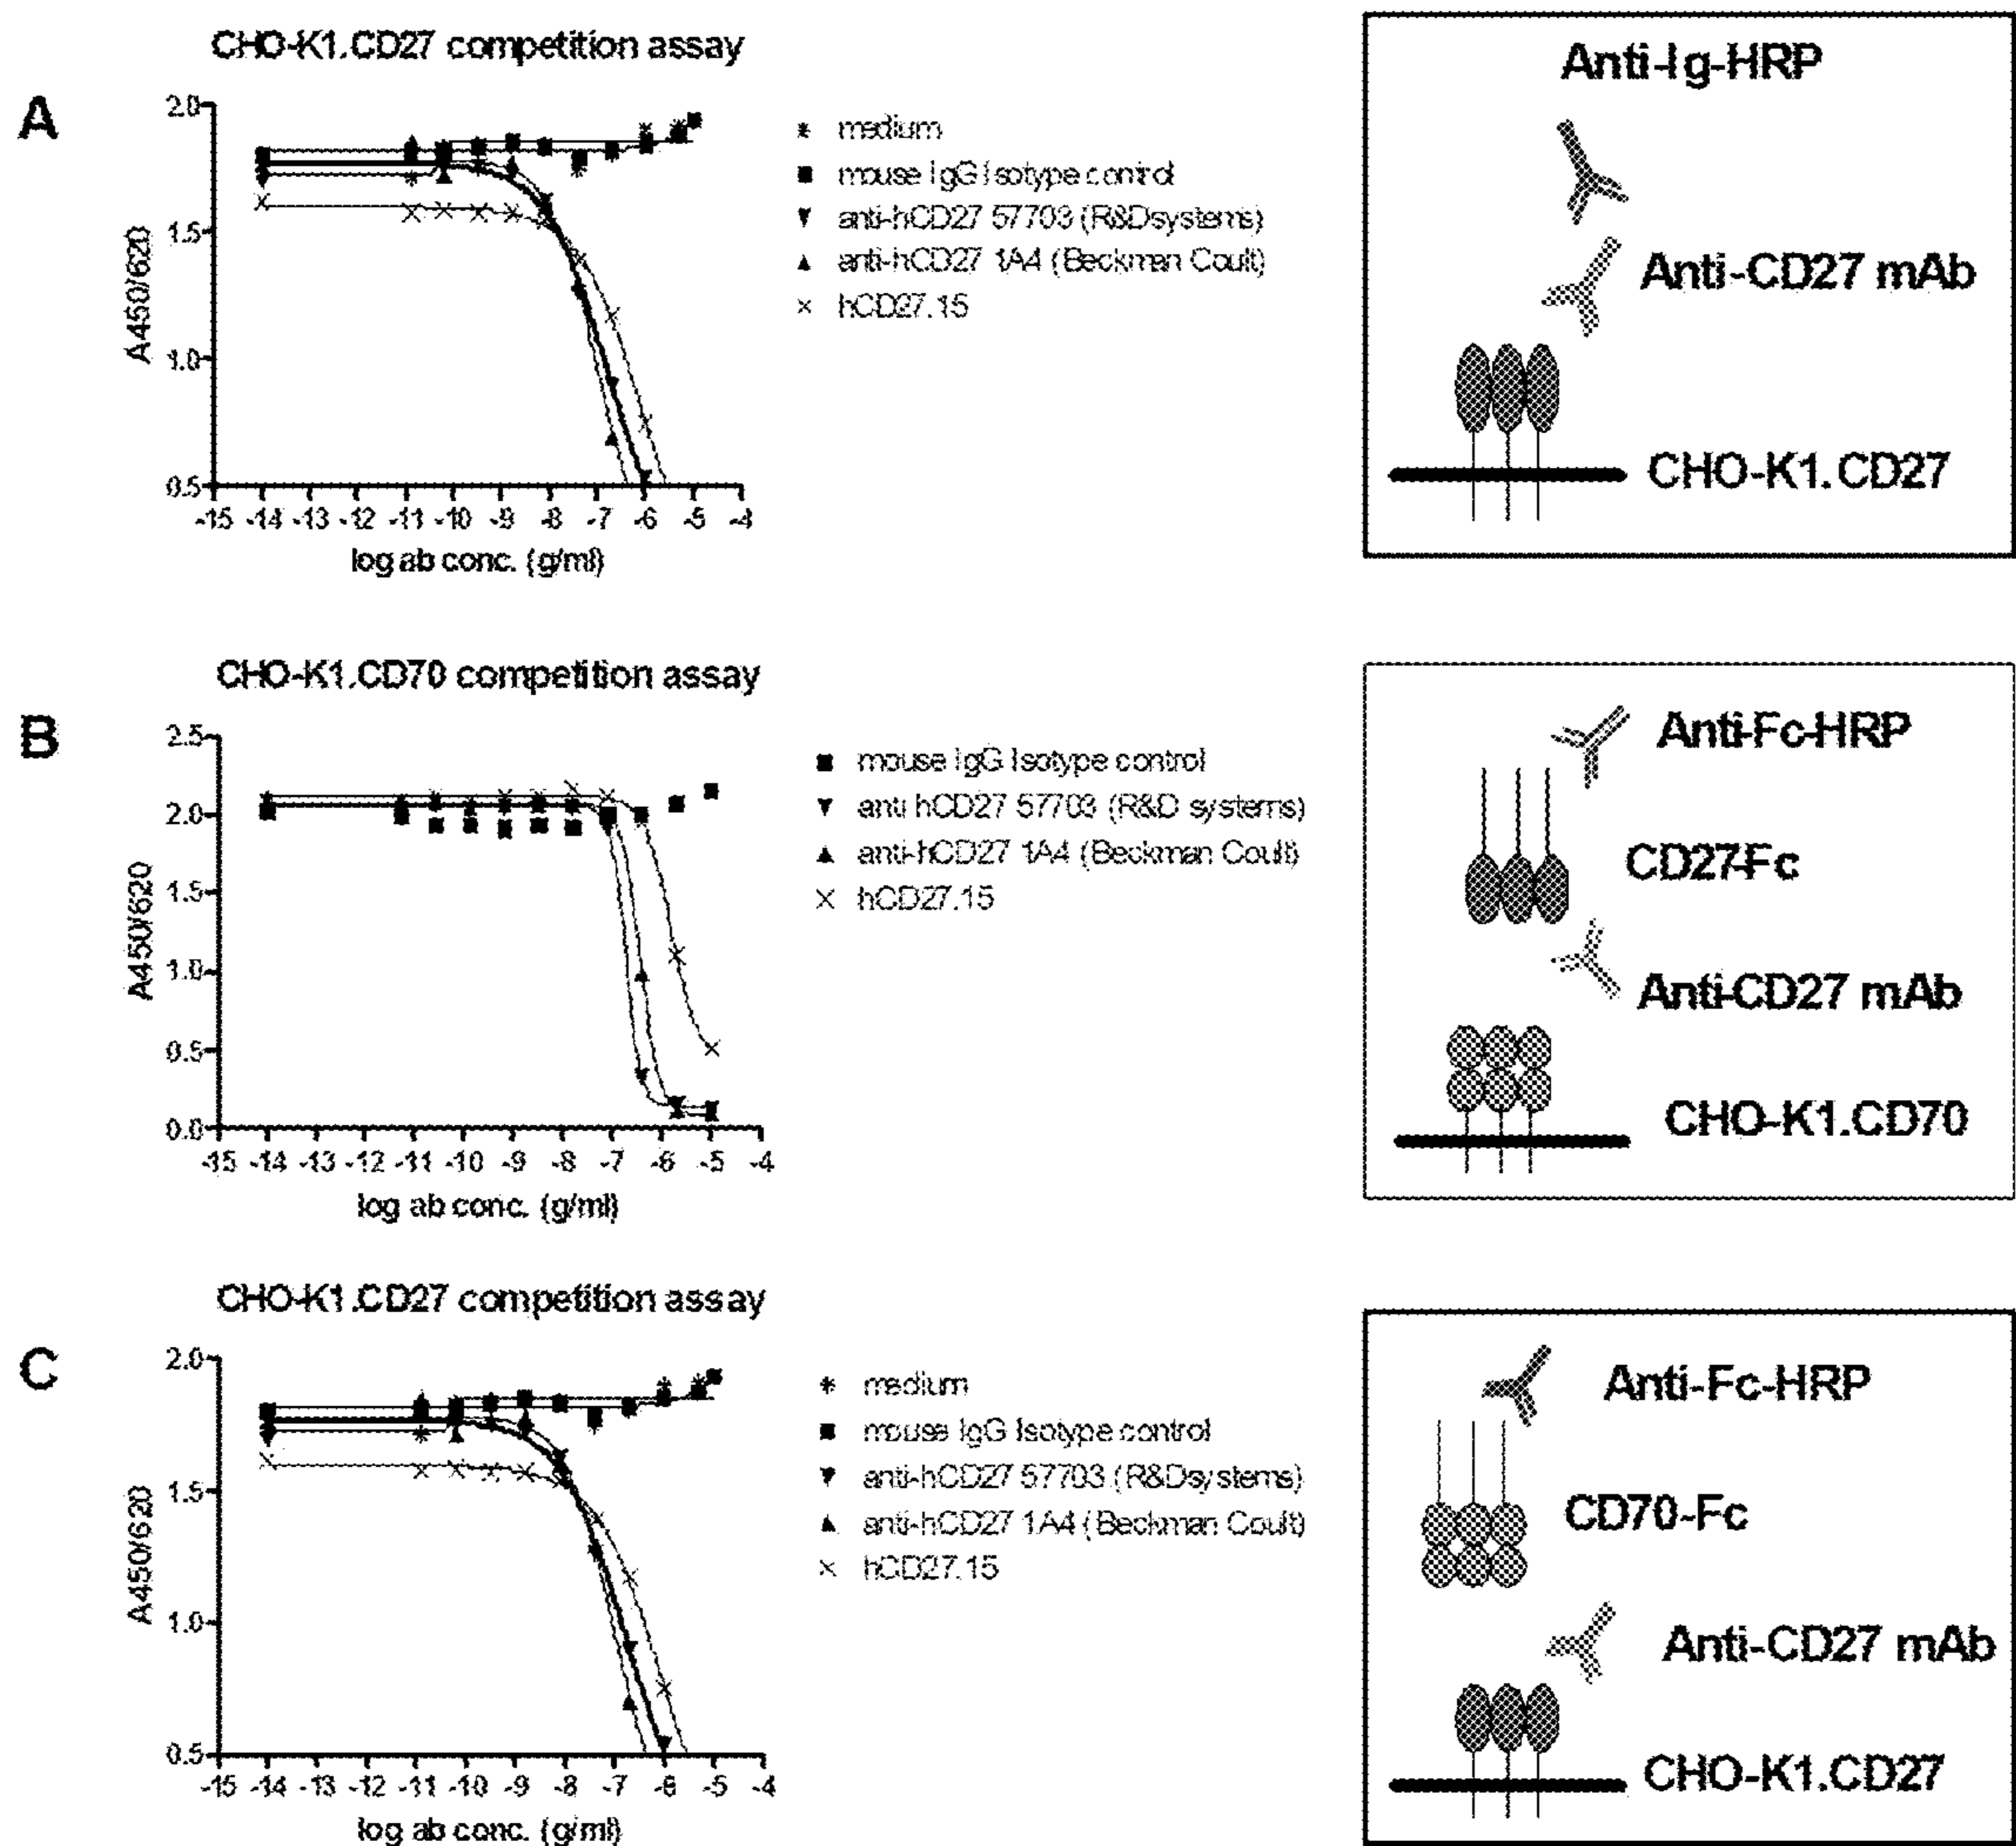 CHO-K1.CD27 competition assay
A
2.0
1.5
1.0
0.5
A450/620
-15 -14 -13 -12 -11 -10 -9 -8 -7 -6 -5 -4
log ab conc. (g/ml)
medium
mouse IgG Isotype control
anti-hCD27 57703 (R&Dsystems)
anti-hCD27 1A4 (Beckman Coult)
hCD27.15
Anti-Ig-HRP
Anti-CD27 mAb
CHO-K1.CD27
CHO-K1.CD70 competition assay
B
2.5
2.0
1.5
1.0
0.5
0.0
A450/620
-15 -14 -13 -12 -11 -10 -9 -8 -7 -6 -5 -4
log ab conc. (g/ml)
mouse IgG Isotype control
anti hCD27 57703 (R&D systems)
anti-hCD27 1A4 (Beckman Coult)
hCD27.15
Anti-Fc-HRP
CD27-Fc
Anti-CD27 mAb
CHO-K1.CD70
CHO-K1.CD27 competition assay
C
2.0
1.5
1.0
0.5
A450/620
-15 -14 -13 -12 -11 -10 -9 -8 -7 -6 -5 -4
log ab conc. (g/ml)
medium
mouse IgG Isotype control
anti-hCD27 57703 (R&Dsystems)
anti-hCD27 1A4 (Beckman Coult)
hCD27.15
Anti-Fc-HRP
CD70-Fc
Anti-CD27 mAb
CHO-K1.CD27